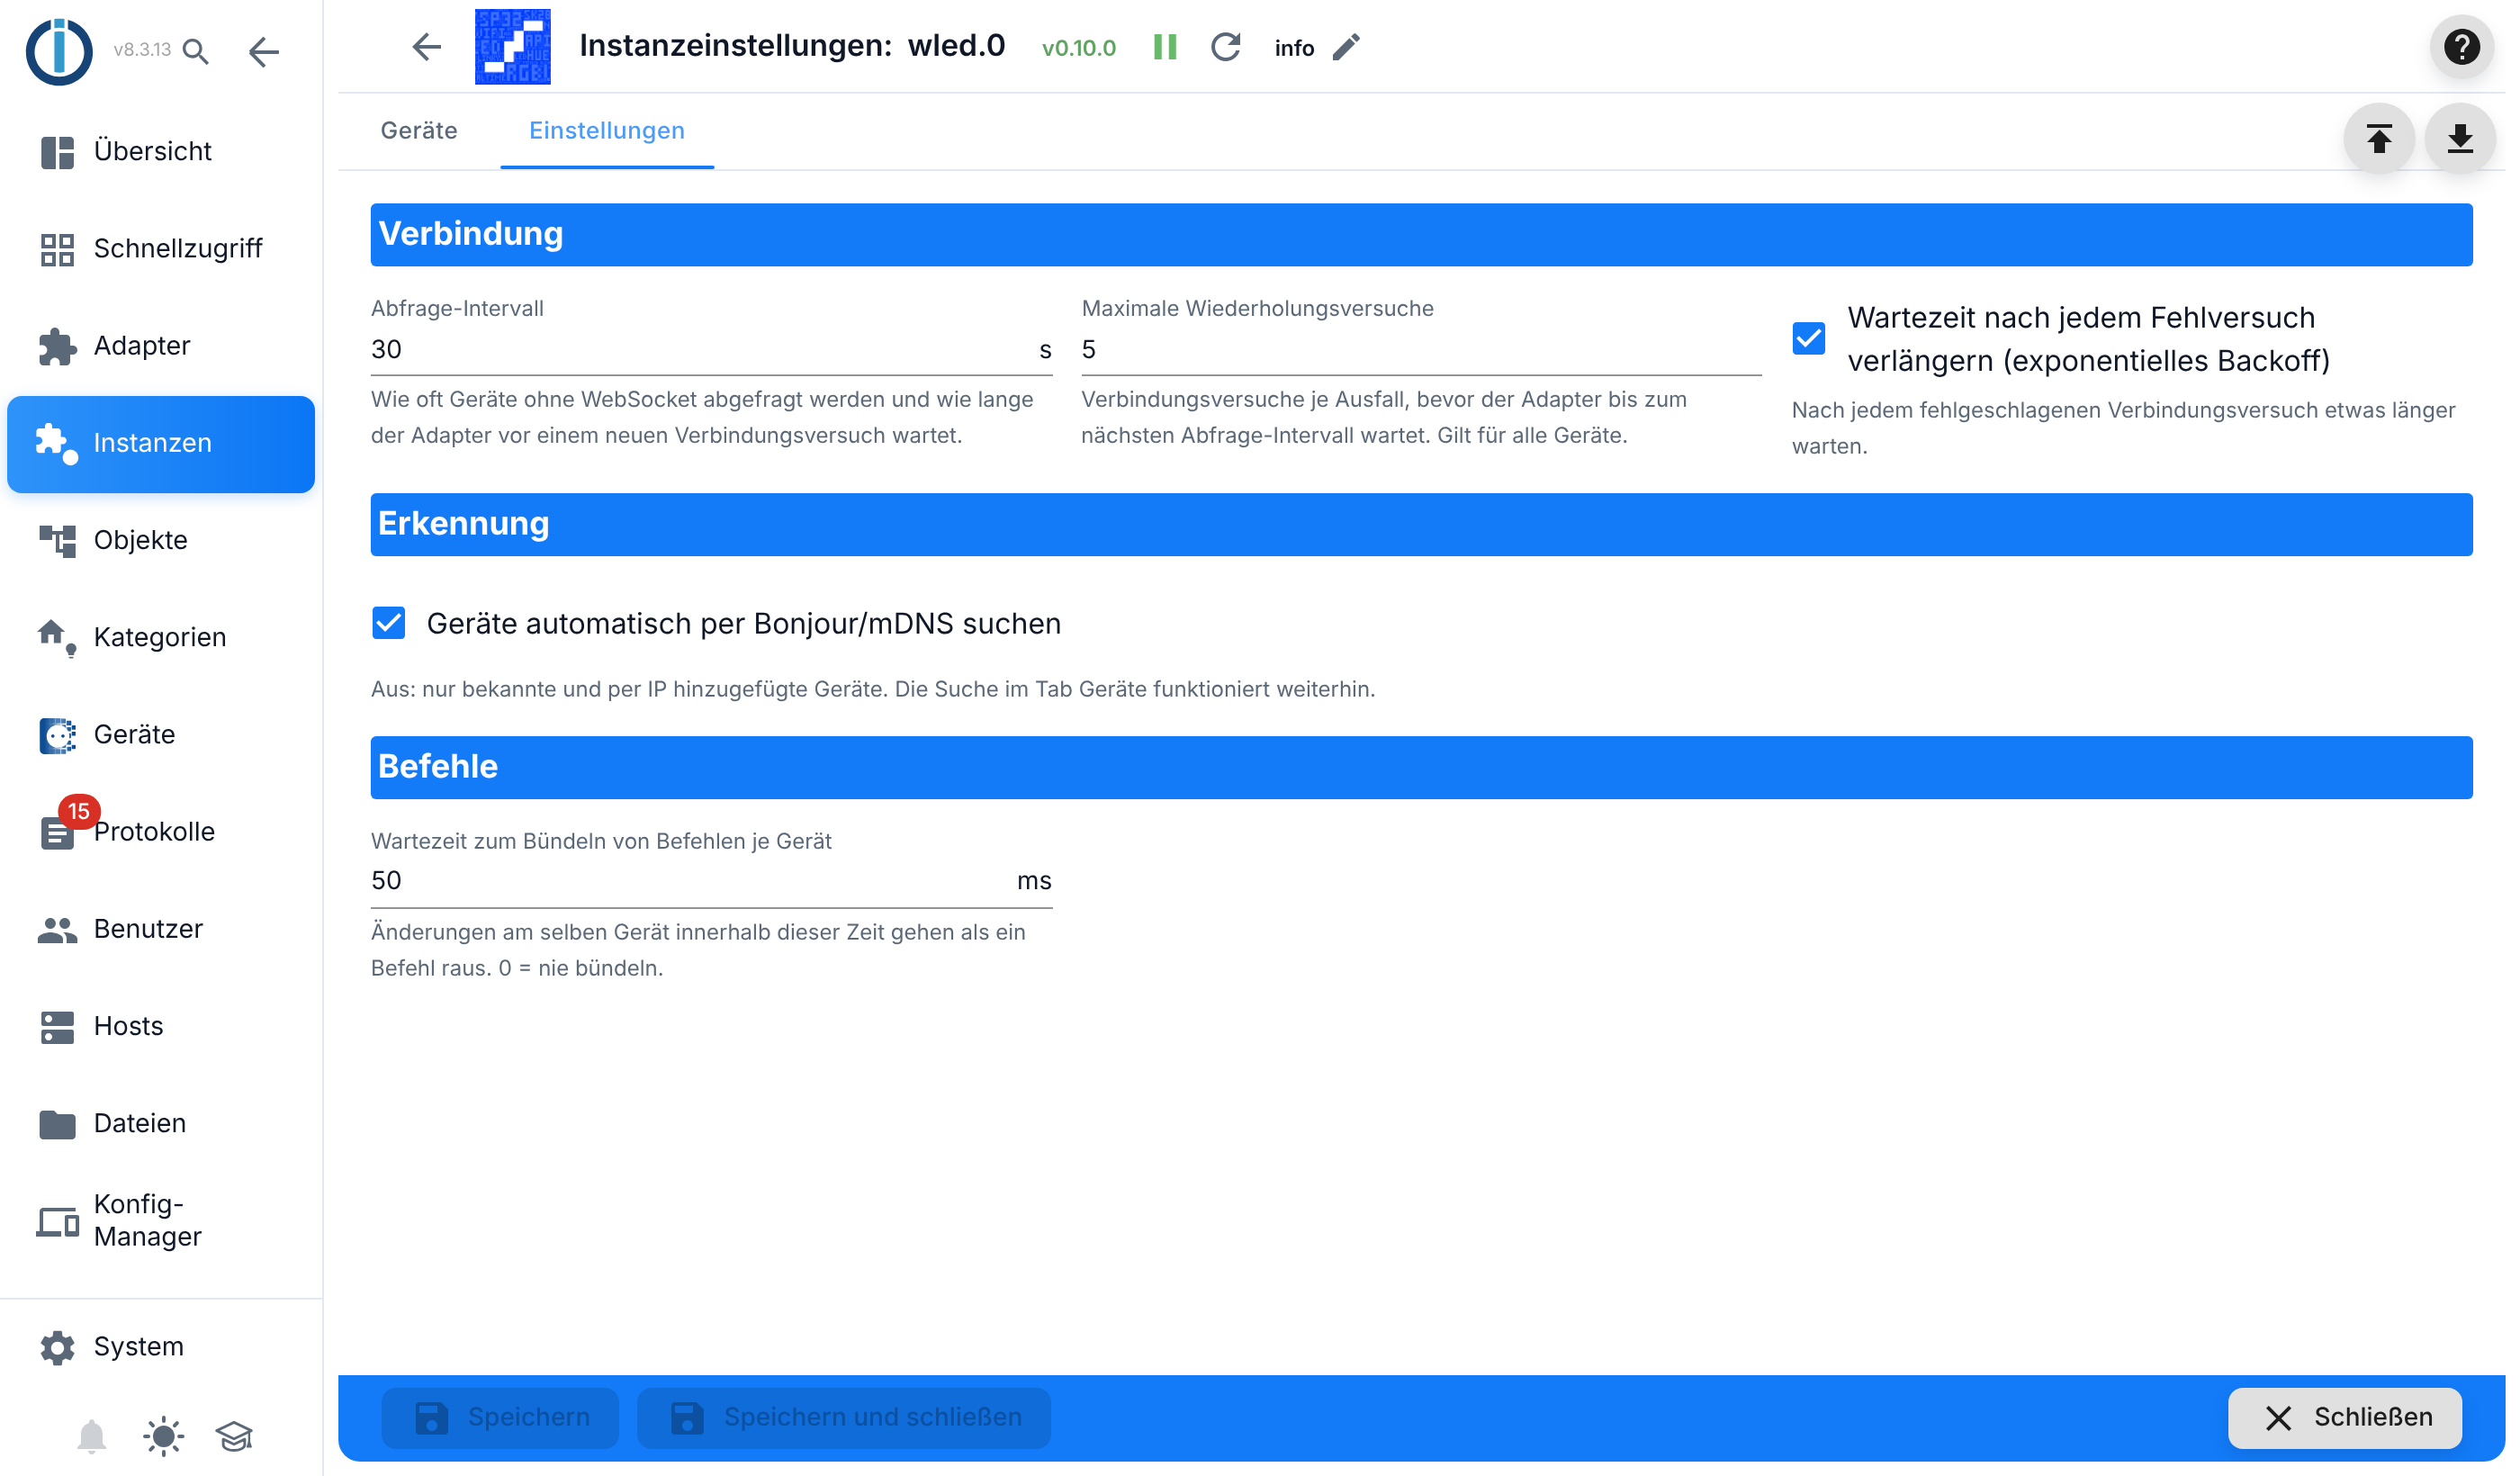 v8.3.13
Instanzeinstellungen: wled.0
v0.10.0
info
Übersicht
Schnellzugriff
Adapter
Instanzen
Objekte
Kategorien
Geräte
15
Protokolle
Benutzer
Hosts
Dateien
Konfig-
Manager
System
Geräte
Einstellungen
Verbindung
Abfrage-Intervall
30 s
Wie oft Geräte ohne WebSocket abgefragt werden und wie lange
der Adapter vor einem neuen Verbindungsversuch wartet.
Maximale Wiederholungsversuche
5
Verbindungsversuche je Ausfall, bevor der Adapter bis zum
nächsten Abfrage-Intervall wartet. Gilt für alle Geräte.
Wartezeit nach jedem Fehlversuch
verlängern (exponentielles Backoff)
Nach jedem fehlgeschlagenen Verbindungsversuch etwas länger
warten.
Erkennung
Geräte automatisch per Bonjour/mDNS suchen
Aus: nur bekannte und per IP hinzugefügte Geräte. Die Suche im Tab Geräte funktioniert weiterhin.
Befehle
Wartezeit zum Bündeln von Befehlen je Gerät
50 ms
Änderungen am selben Gerät innerhalb dieser Zeit gehen als ein
Befehl raus. 0 = nie bündeln.
Speichern
Speichern und schließen
Schließen